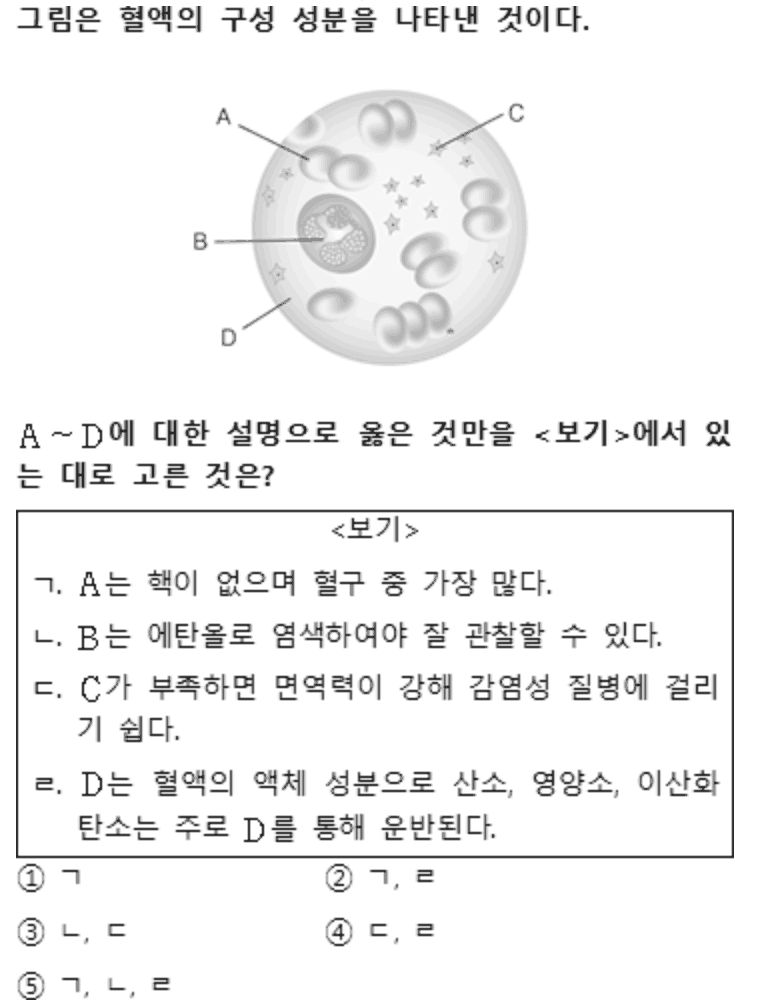 그림은 혈액의 구성 성분을 나타낸 것이다.
A
C
B
D
A ~ D에 대한 설명으로 옳은 것만을 <보기>에서 있
는 대로 고른 것은?
<보기>
ㄱ. A는 핵이 없으며 혈구 중 가장 많다.
ㄴ. B는 에탄올로 염색하여야 잘 관찰할 수 있다.
ㄷ. C가 부족하면 면역력이 강해 감염성 질병에 걸리
기 쉽다.
ㄹ. D는 혈액의 액체 성분으로 산소, 영양소, 이산화
탄소는 주로 D를 통해 운반된다.
① ㄱ ② ㄱ, ㄹ
③ ㄴ, ㄷ ④ ㄷ, ㄹ
⑤ ㄱ, ㄴ, ㄹ